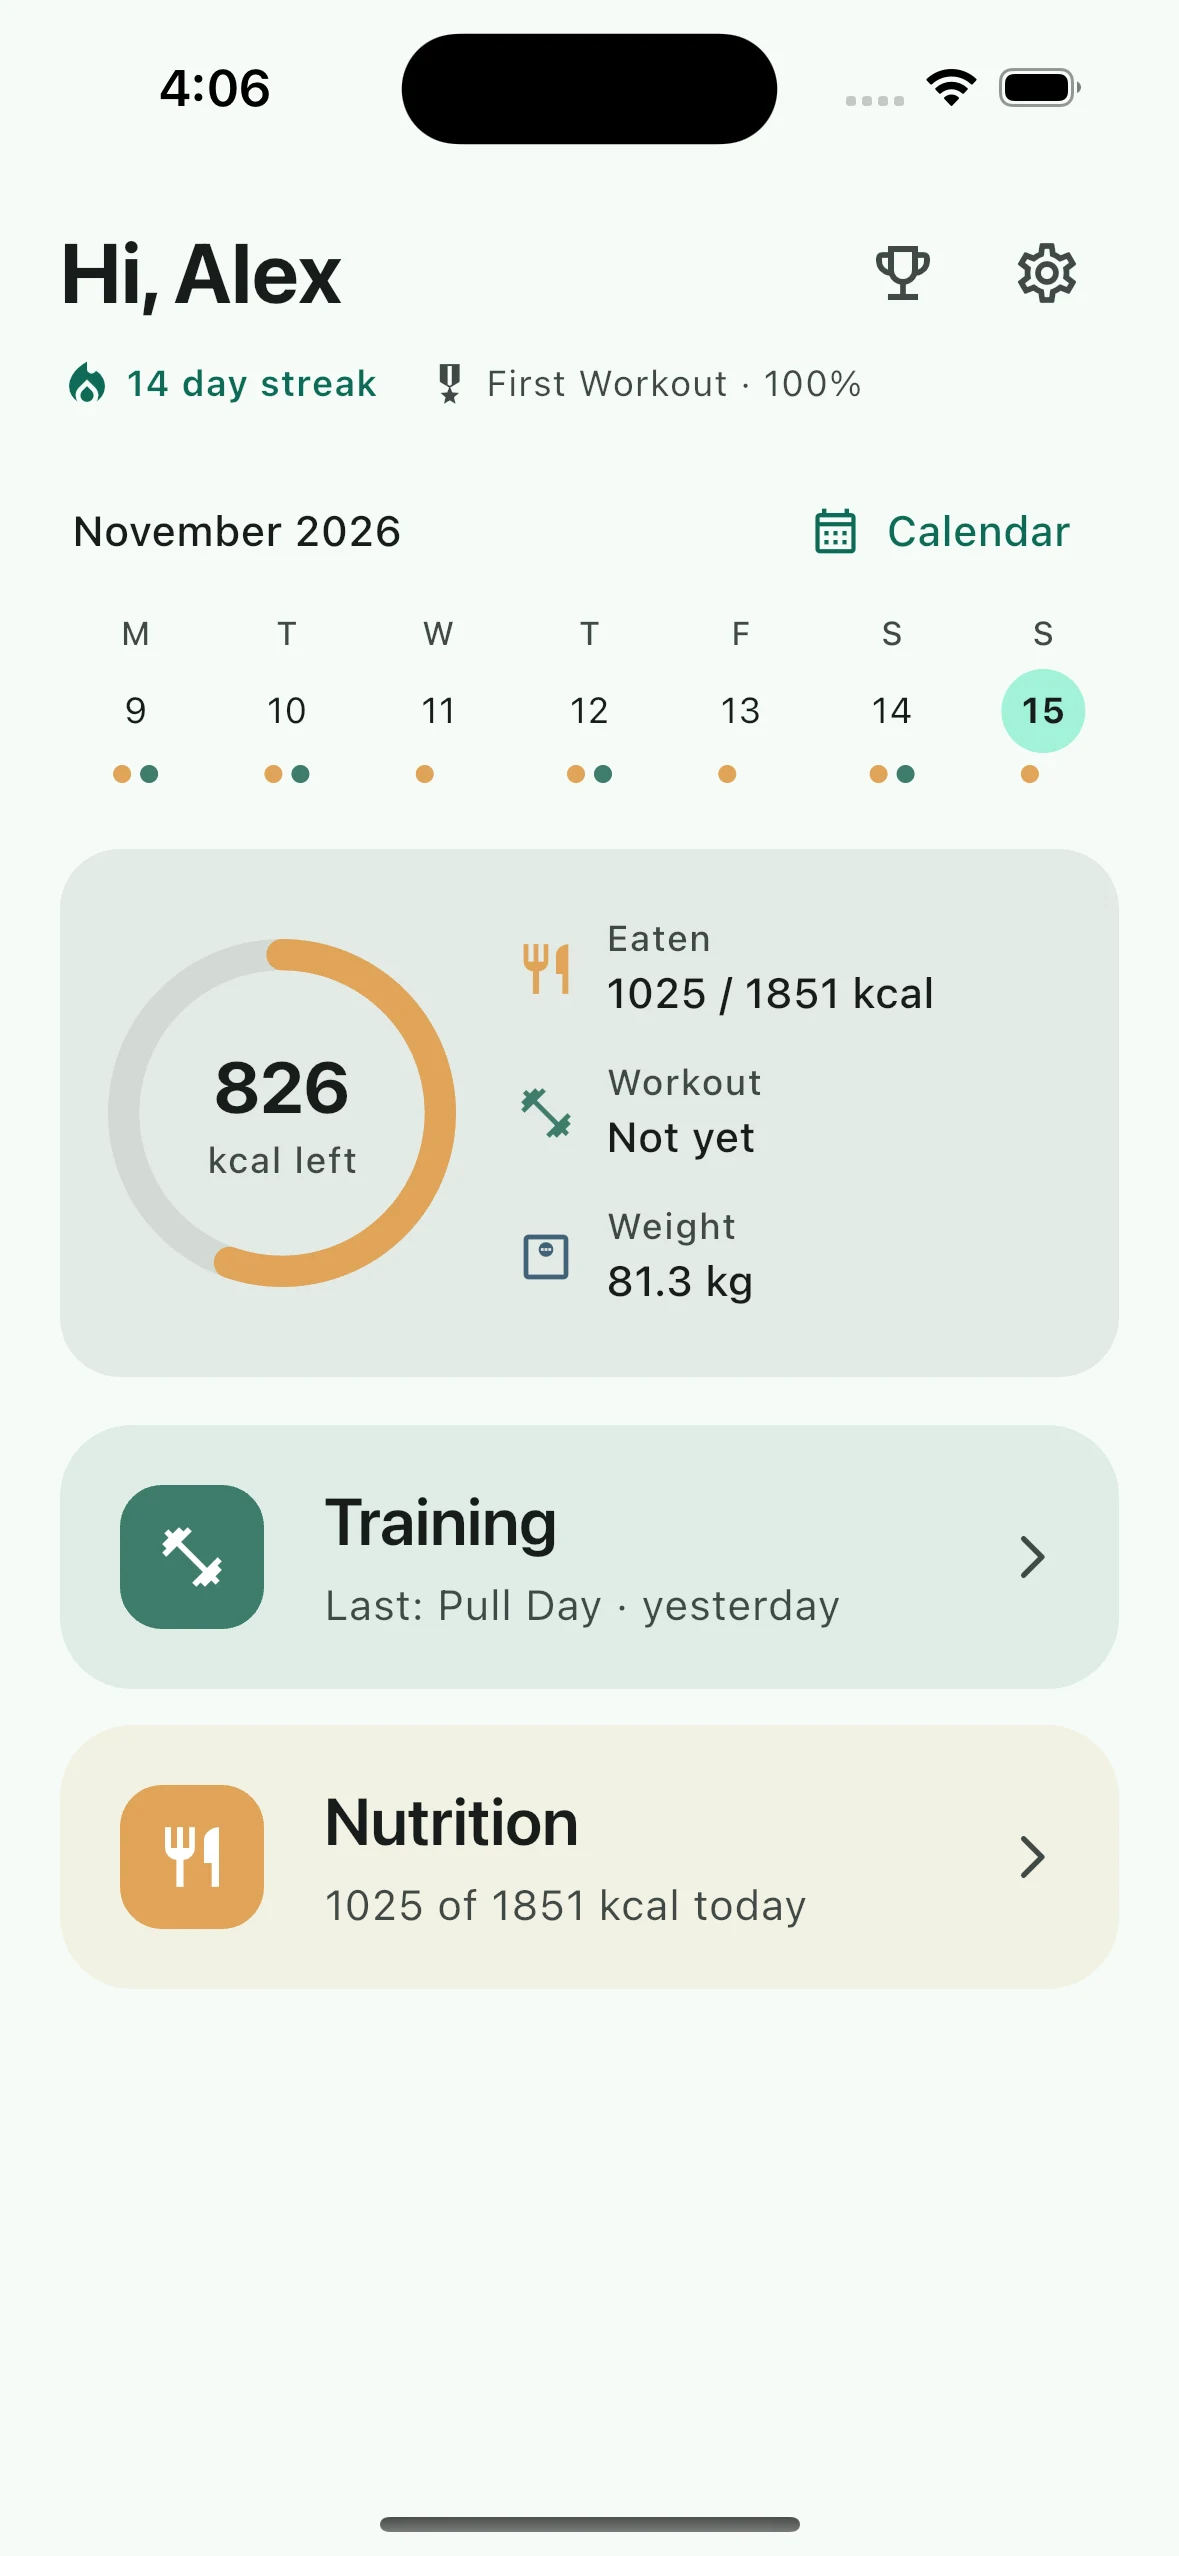 4:06
Hi, Alex
14 day streak First Workout · 100%
November 2026 Calendar
M T W T F S S
9 10 11 12 13 14 15
Eaten
1025 / 1851 kcal
826
kcal left
Workout
Not yet
Weight
81.3 kg
Training
Last: Pull Day · yesterday
Nutrition
1025 of 1851 kcal today